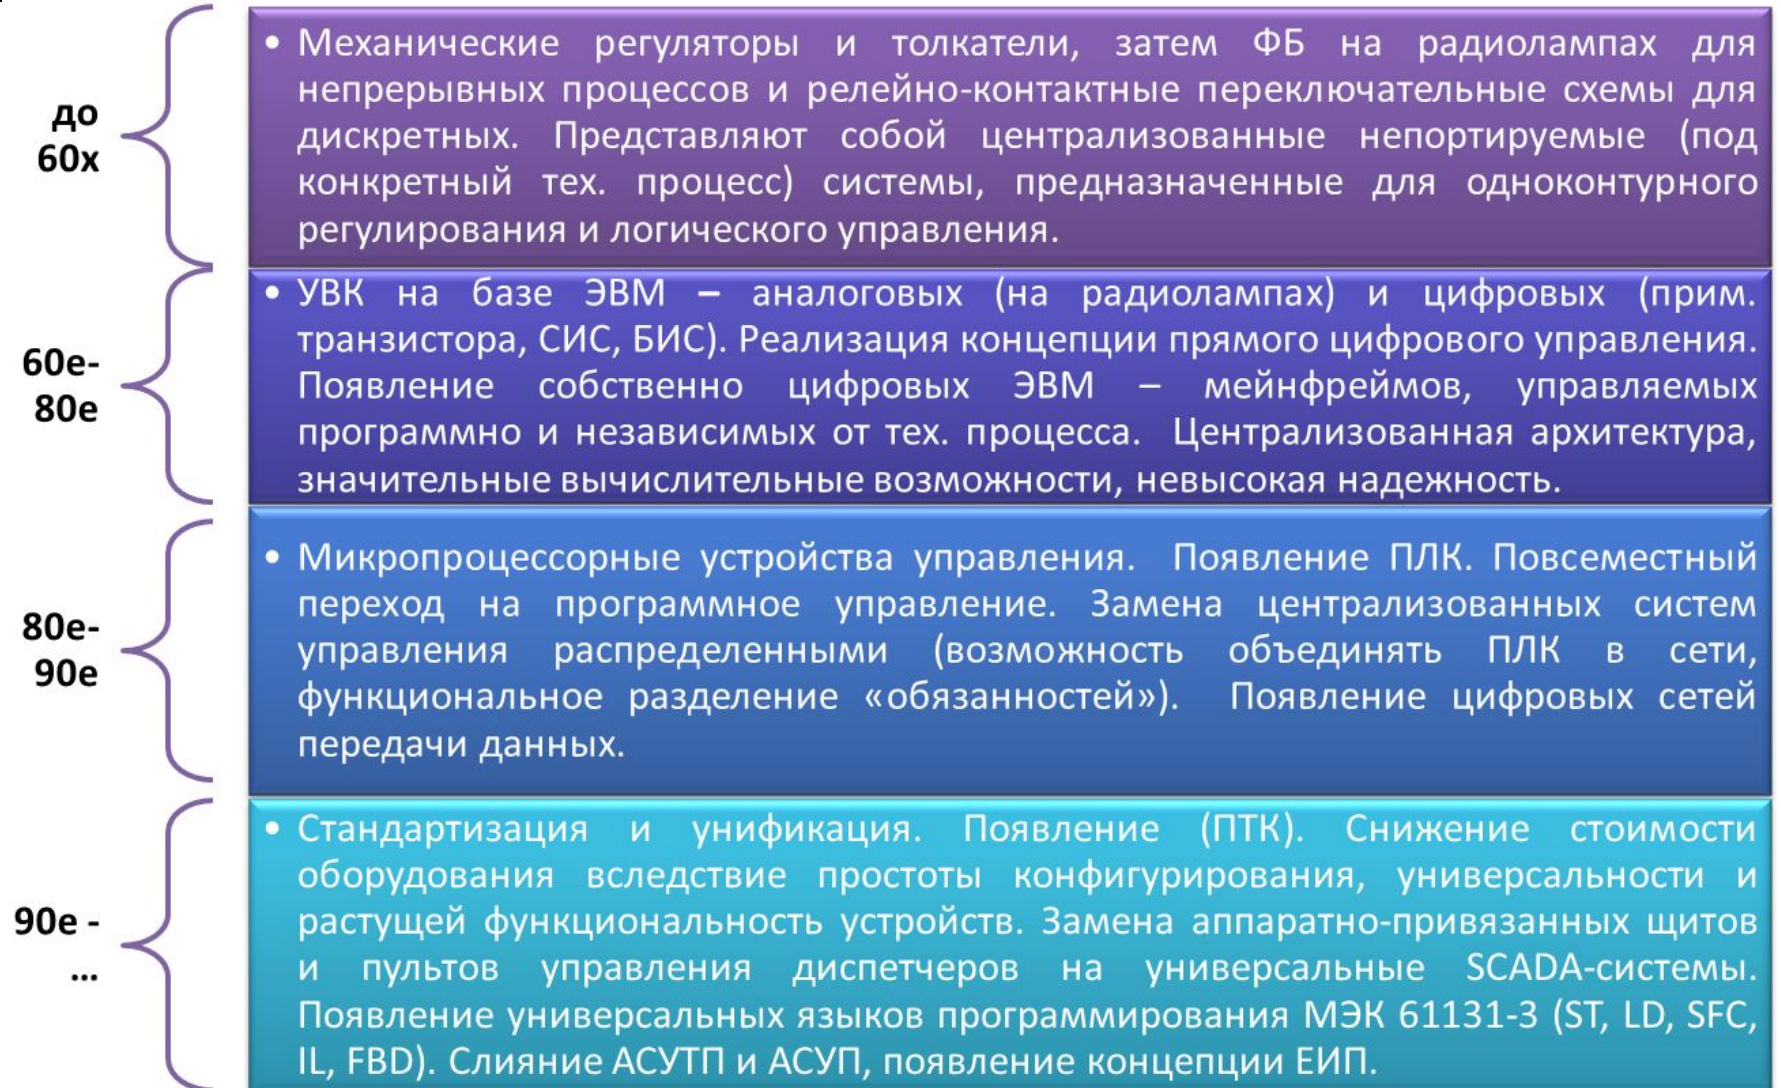 до
60х
• Механические регуляторы и толкатели, затем ФБ на радиолампах для
непрерывных процессов и релейно-контактные переключательные схемы для
дискретных. Представляют собой централизованные непортируемые (под
конкретный тех. процесс) системы, предназначенные для одноконтурного
регулирования и логического управления.
60е-
80е
• УВК на базе ЭВМ – аналоговых (на радиолампах) и цифровых (прим.
транзистора, СИС, БИС). Реализация концепции прямого цифрового управления.
Появление собственно цифровых ЭВМ – мейнфреймов, управляемых
программно и независимых от тех. процесса. Централизованная архитектура,
значительные вычислительные возможности, невысокая надежность.
80е-
90е
• Микропроцессорные устройства управления. Появление ПЛК. Повсеместный
переход на программное управление. Замена централизованных систем
управления распределенными (возможность объединять ПЛК в сети,
функциональное разделение «обязанностей»). Появление цифровых сетей
передачи данных.
90е -
...
• Стандартизация и унификация. Появление (ПТК). Снижение стоимости
оборудования вследствие простоты конфигурирования, универсальности и
растущей функциональность устройств. Замена аппаратно-привязанных щитов
и пультов управления диспетчеров на универсальные SCADA-системы.
Появление универсальных языков программирования МЭК 61131-3 (ST, LD, SFC,
IL, FBD). Слияние АСУТП и АСУП, появление концепции ЕИП.